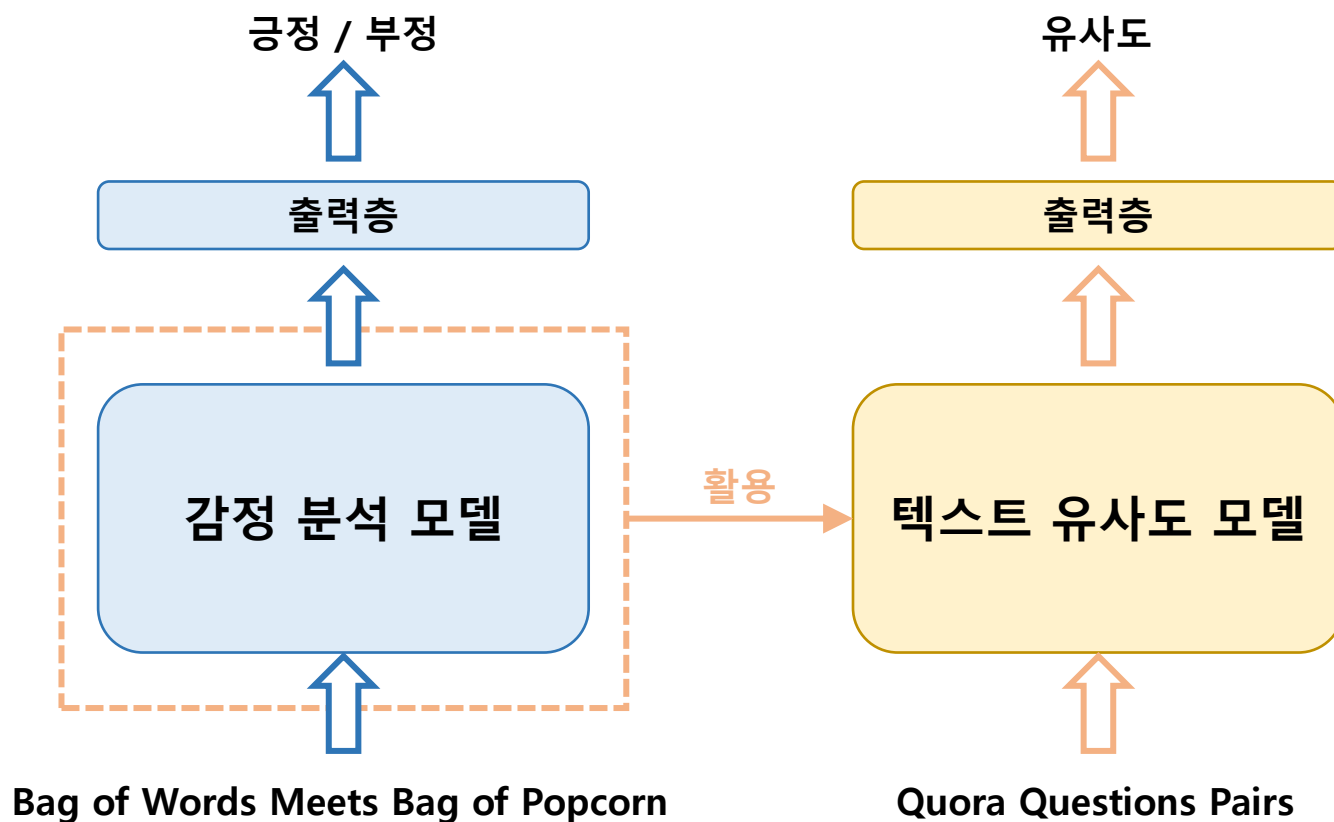 긍정 / 부정
유사도
출력층
출력층
감정 분석 모델
활용
텍스트 유사도 모델
Bag of Words Meets Bag of Popcorn
Quora Questions Pairs